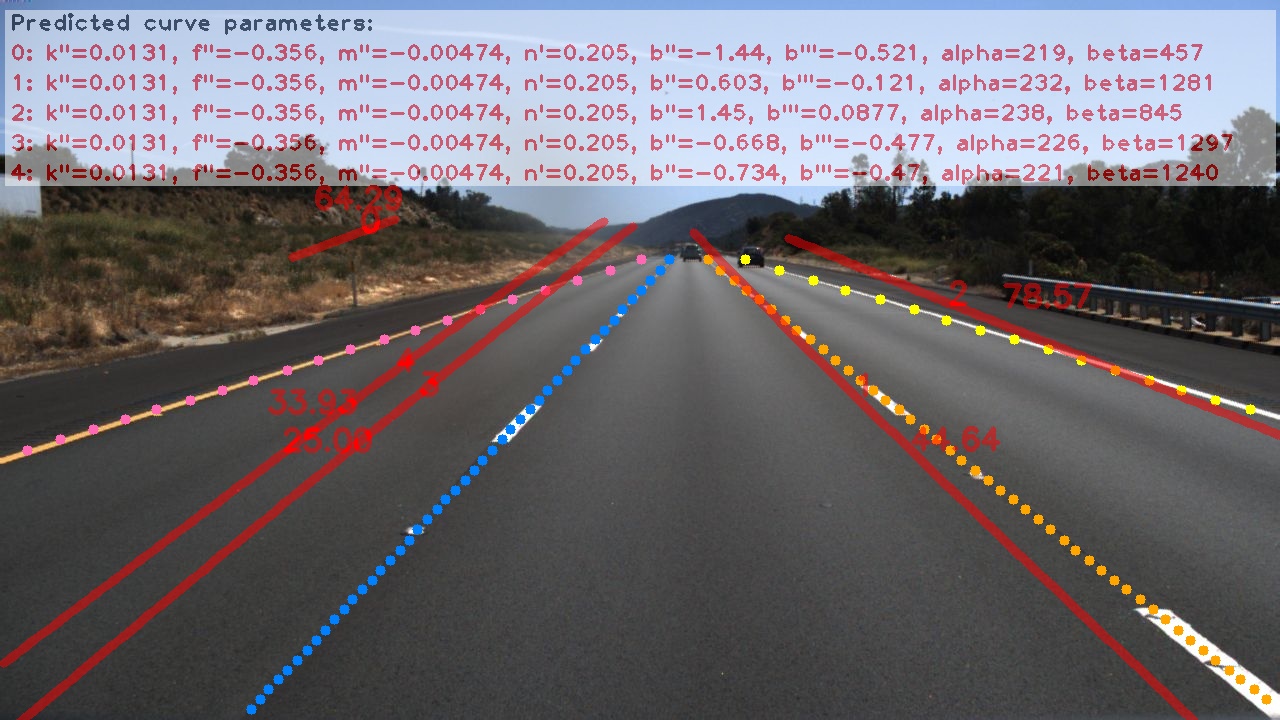 Predicted curve parameters:
0: k''=0.0131, f''=-0.356, m''=-0.00474, n'=0.205, b''=-1.44, b'''=-0.521, alpha=219, beta=457
1: k''=0.0131, f''=-0.356, m''=-0.00474, n'=0.205, b''=0.603, b'''=-0.121, alpha=232, beta=1281
2: k''=0.0131, f''=-0.356, m''=-0.00474, n'=0.205, b''=1.45, b'''=0.0877, alpha=238, beta=845
3: k''=0.0131, f''=-0.356, m''=-0.00474, n'=0.205, b''=-0.668, b'''=-0.477, alpha=226, beta=1297
4: k''=0.0131, f''=-0.356, m''=-0.00474, n'=0.205, b''=-0.734, b'''=-0.47, alpha=221, beta=1240
64.29
0
2 78.57
4
3
33.93
1